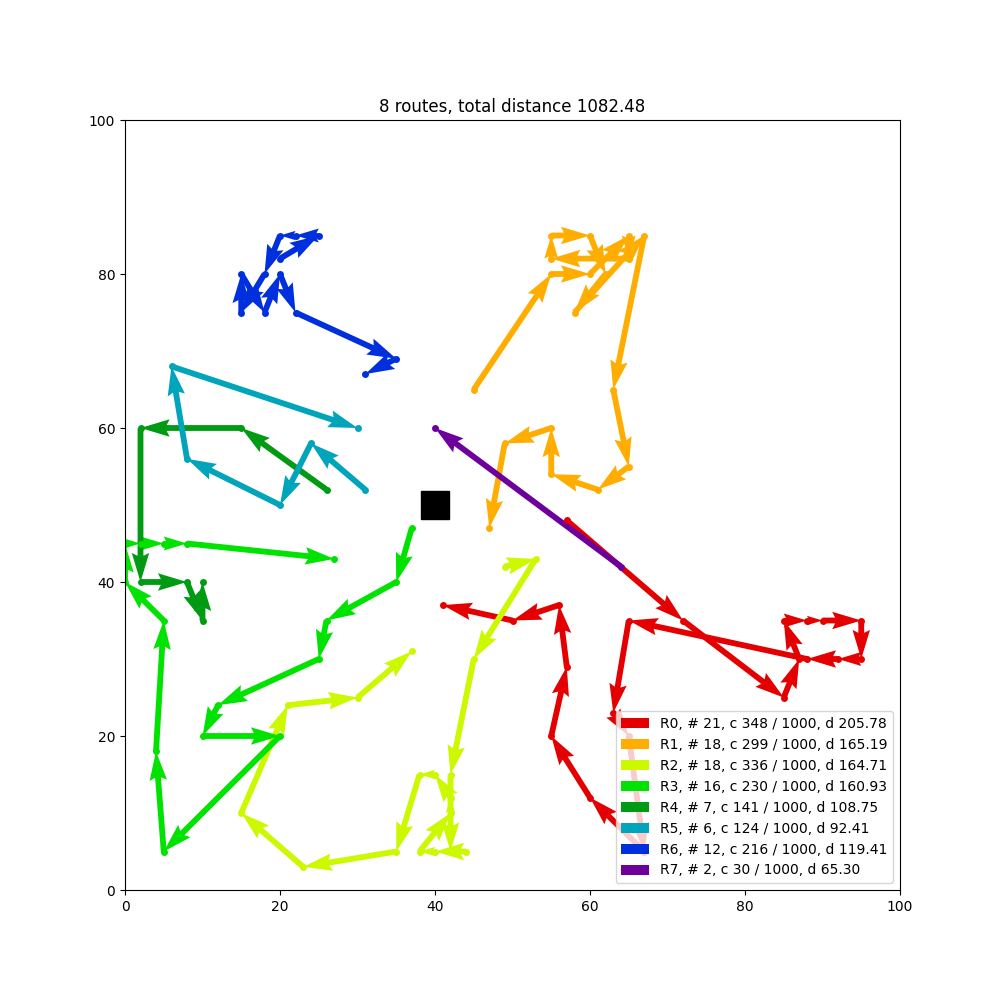 8 routes, total distance 1082.48
100
80
60
40
20
0
0 20 40 60 80 100
R0, # 21, c 348 / 1000, d 205.78
R1, # 18, c 299 / 1000, d 165.19
R2, # 18, c 336 / 1000, d 164.71
R3, # 16, c 230 / 1000, d 160.93
R4, # 7, c 141 / 1000, d 108.75
R5, # 6, c 124 / 1000, d 92.41
R6, # 12, c 216 / 1000, d 119.41
R7, # 2, c 30 / 1000, d 65.30